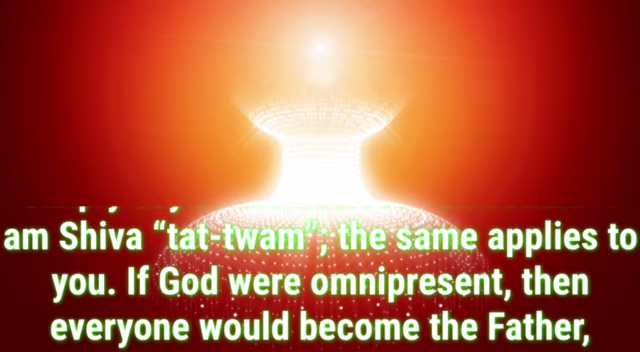 am Shiva “tat-twam”; the same applies to
you. If God were omnipresent, then
everyone would become the Father,